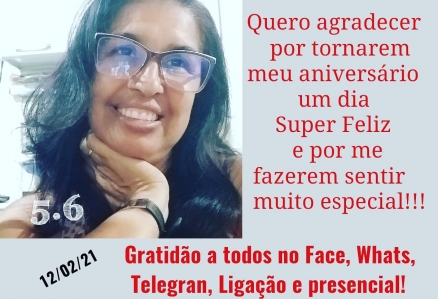 Quero agradecer
por tornarem
meu aniversário
um dia
Super Feliz
e por me
fazerem sentir
muito especial!!!
5.6
12/02/21
Gratidão a todos no Face, Whats,
Telegran, Ligação e presencial!